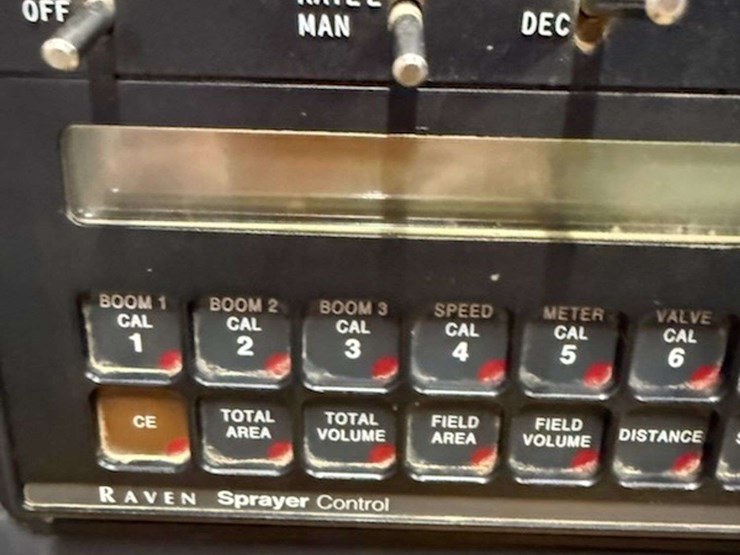 OFF
MAN
DEC
BOOM 1 BOOM 2 BOOM 3 SPEED METER VALVE
CAL CAL CAL CAL CAL CAL
1 2 3 4 5 6
CE TOTAL AREA TOTAL VOLUME FIELD AREA FIELD VOLUME DISTANCE
RAVEN Sprayer Control